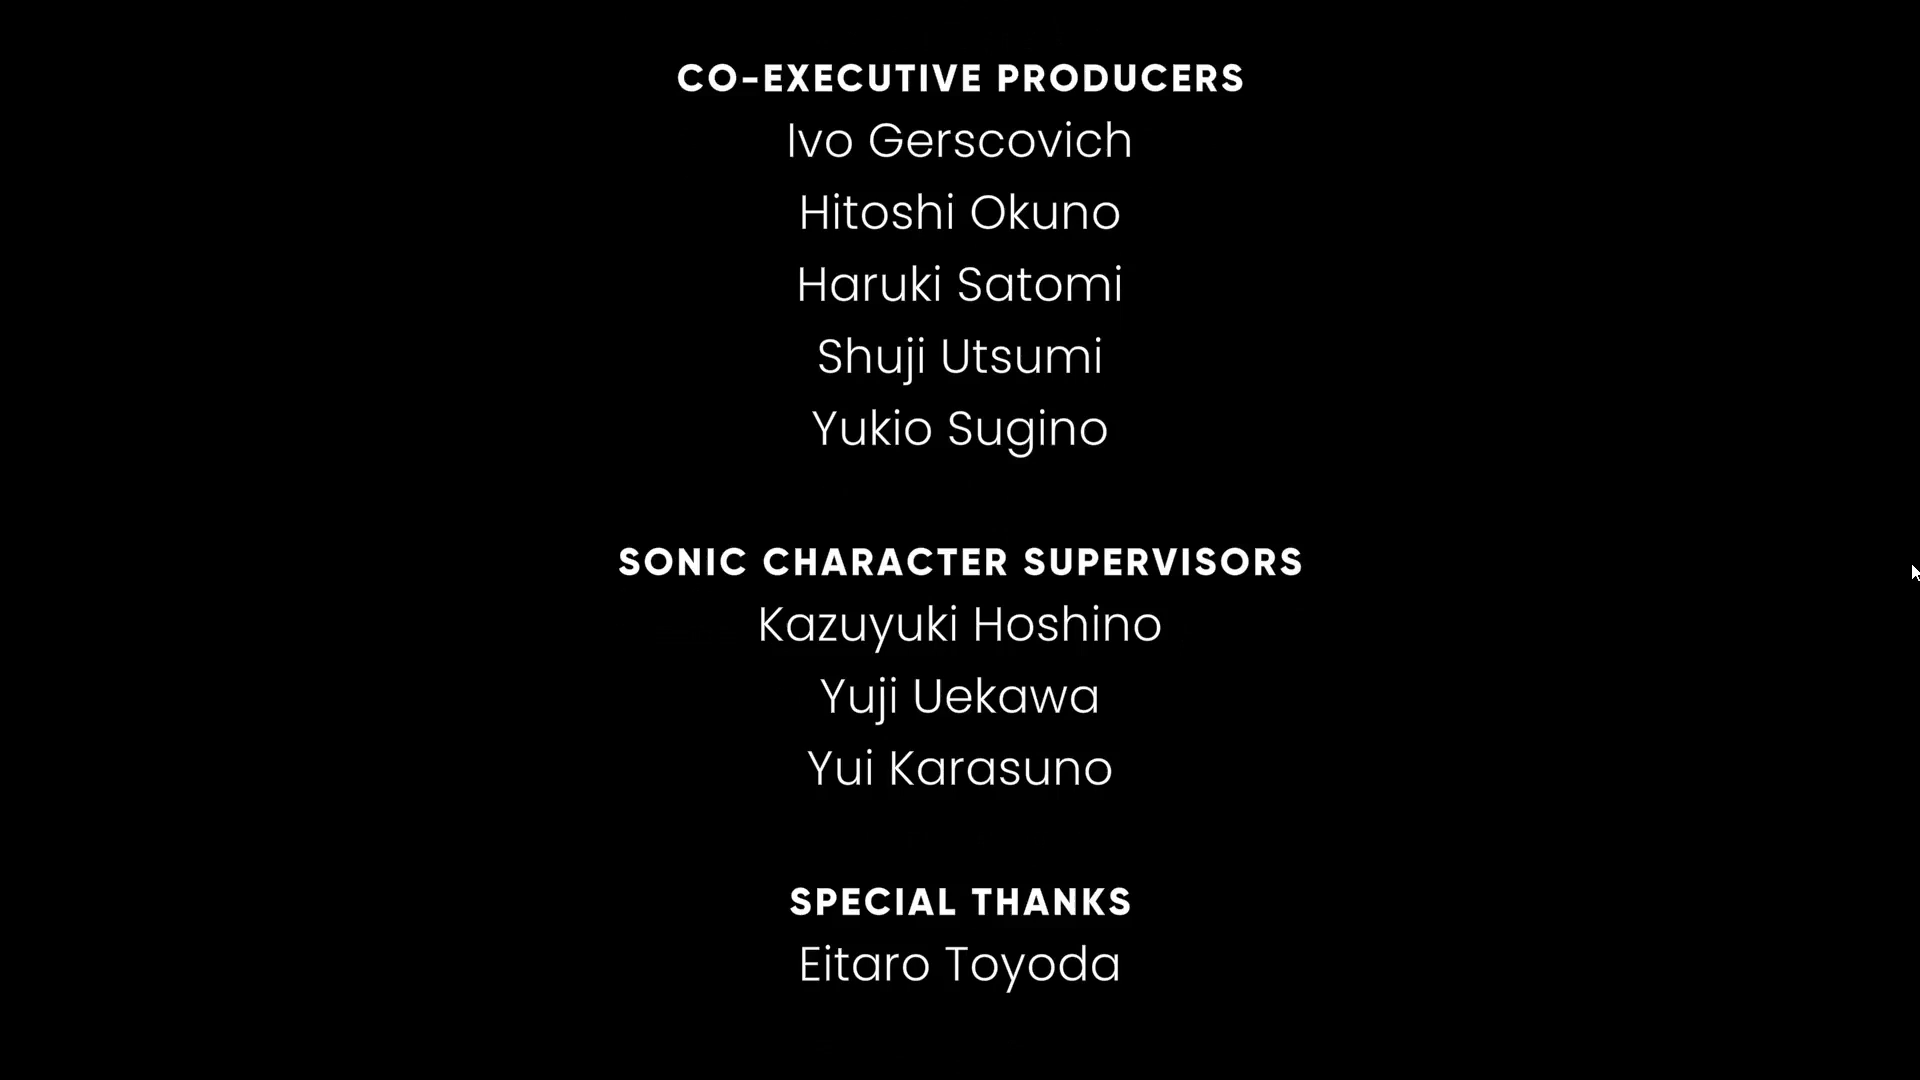 CO-EXECUTIVE PRODUCERS
Ivo Gerscovich
Hitoshi Okuno
Haruki Satomi
Shuji Utsumi
Yukio Sugino
SONIC CHARACTER SUPERVISORS
Kazuyuki Hoshino
Yuji Uekawa
Yui Karasuno
SPECIAL THANKS
Eitaro Toyoda